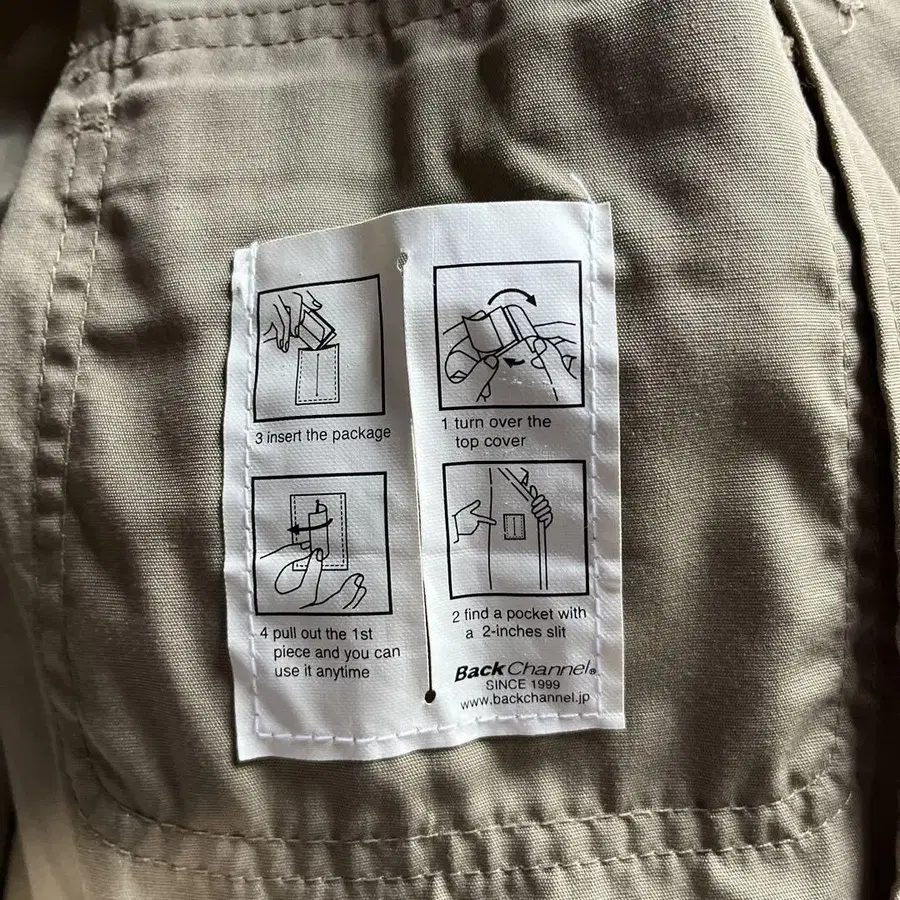 3 insert the package
4 pull out the 1st
piece and you can
use it anytime
1 turn over the
top cover
2 find a pocket with
a 2-inches slit
Back Channel®
SINCE 1999
www.backchannel.jp